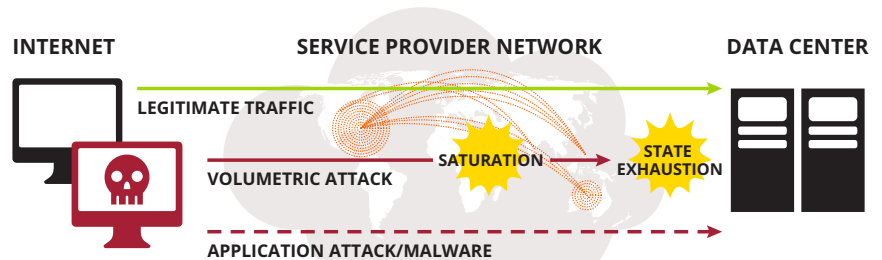 INTERNET
SERVICE PROVIDER NETWORK
DATA CENTER
LEGITIMATE TRAFFIC
VOLUMETRIC ATTACK
SATURATION
STATE
EXHAUSTION
APPLICATION ATTACK/MALWARE